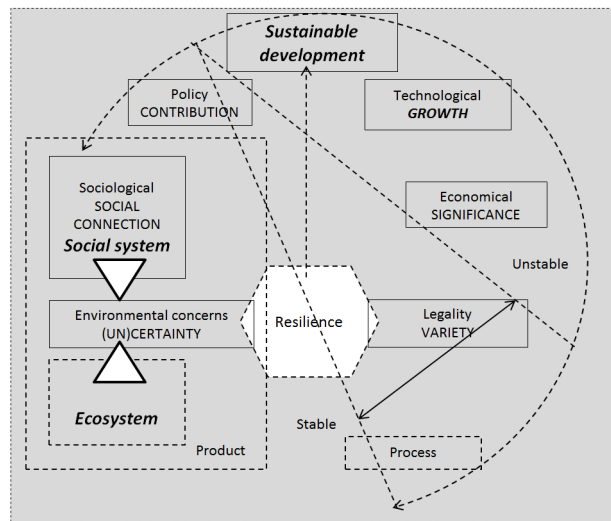 Sustainable
development
Policy
CONTRIBUTION
Technological
GROWTH
Sociological
SOCIAL
CONNECTION
Social system
Economical
SIGNIFICANCE
Unstable
Environmental concerns
(UN)CERTAINTY
Resilience
Legality
VARIETY
Ecosystem
Stable
Product
Process